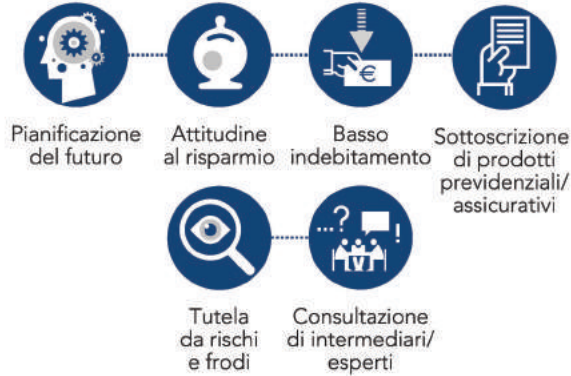 €
Pianificazione
del futuro
Attitudine
al risparmio
Basso
indebitamento
Sottoscrizione
di prodotti
previdenziali/
assicurativi
...?
!
Tutela
da rischi
e frodi
Consultazione
di intermediari/
esperti